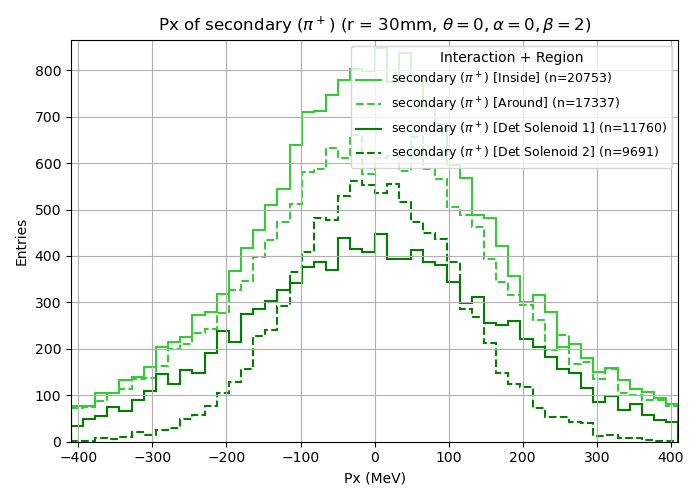 Px of secondary (π⁺) (r = 30mm, θ = 0, α = 0, β = 2)
Interaction + Region
secondary (π⁺) [Inside] (n=20753)
secondary (π⁺) [Around] (n=17337)
secondary (π⁺) [Det Solenoid 1] (n=11760)
secondary (π⁺) [Det Solenoid 2] (n=9691)
Entries
800
700
600
500
400
300
200
100
0
−400 −300 −200 −100 0 100 200 300 400
Px (MeV)